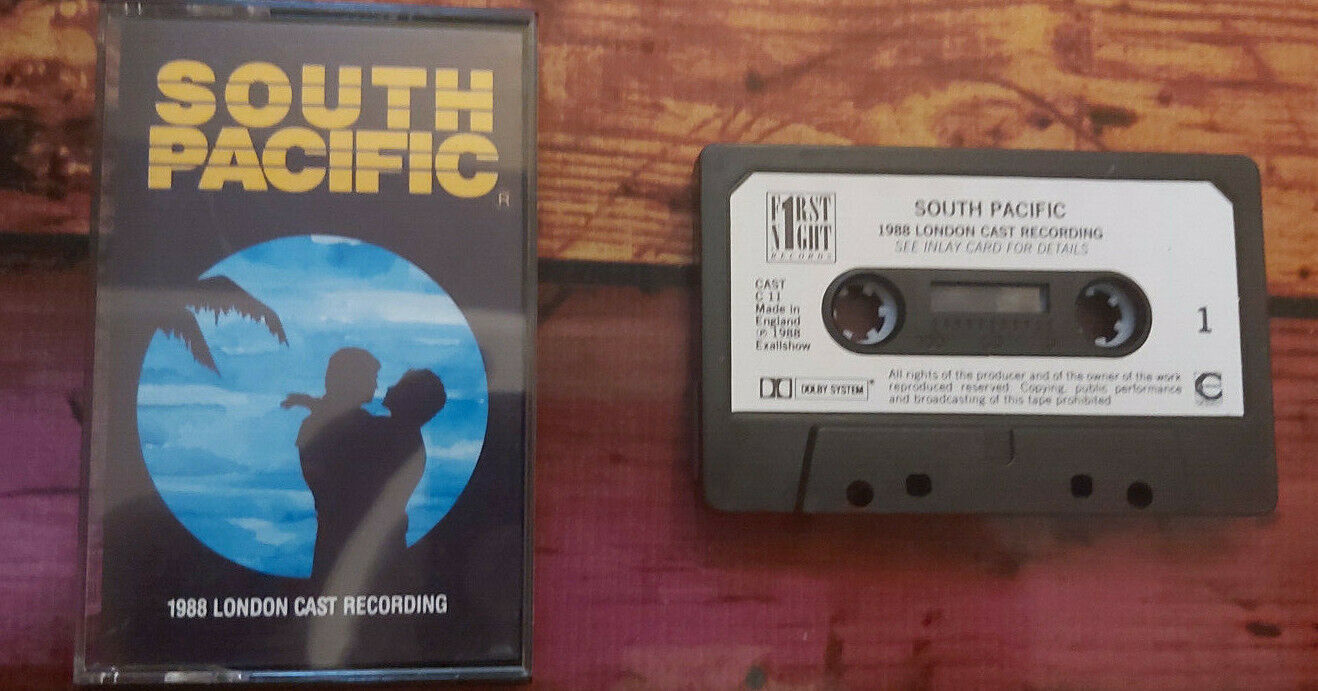 SOUTH
PACIFIC
R
1988 LONDON CAST RECORDING
F1RST
N1GHT
RECORDS
SOUTH PACIFIC
1988 LONDON CAST RECORDING
SEE INLAY CARD FOR DETAILS
CAST
C 11
Made in
England
℗ 1988
Exallshow
1
DOLBY SYSTEM
All rights of the producer and of the owner of the work
reproduced reserved. Copying, public performance
and broadcasting of this tape prohibited